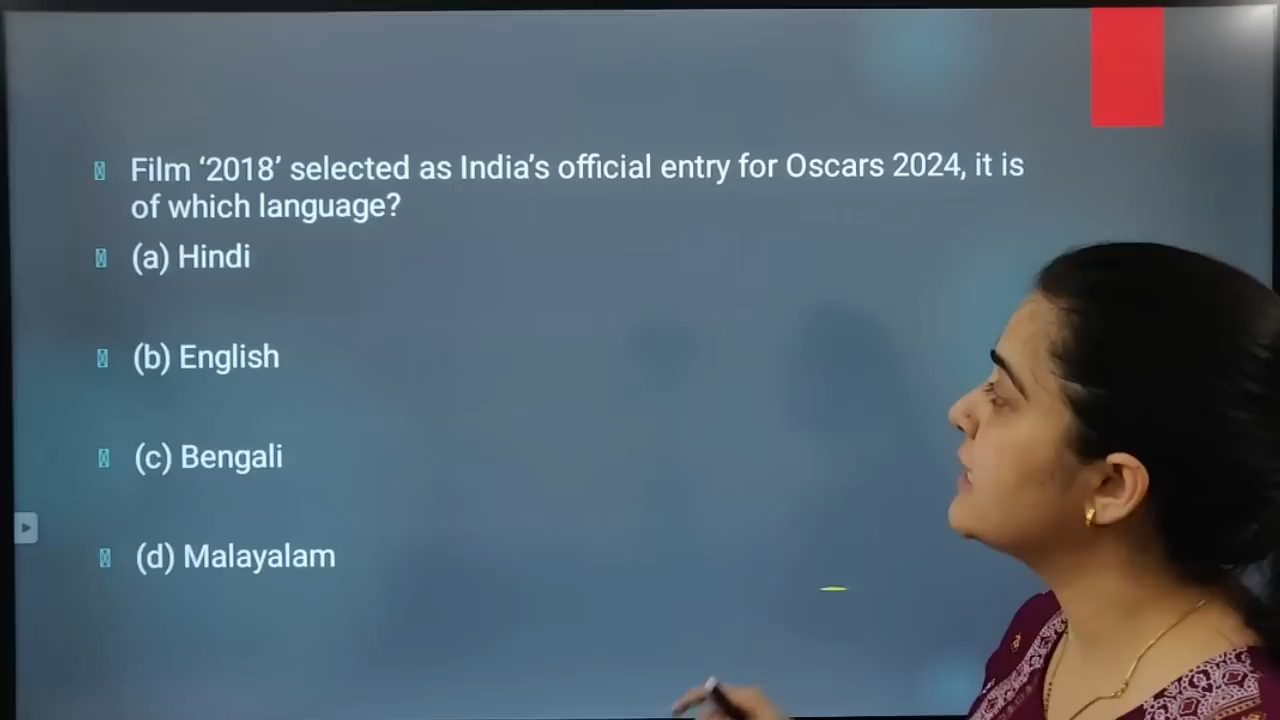 Film ‘2018’ selected as India’s official entry for Oscars 2024, it is
of which language?
(a) Hindi
(b) English
(c) Bengali
(d) Malayalam